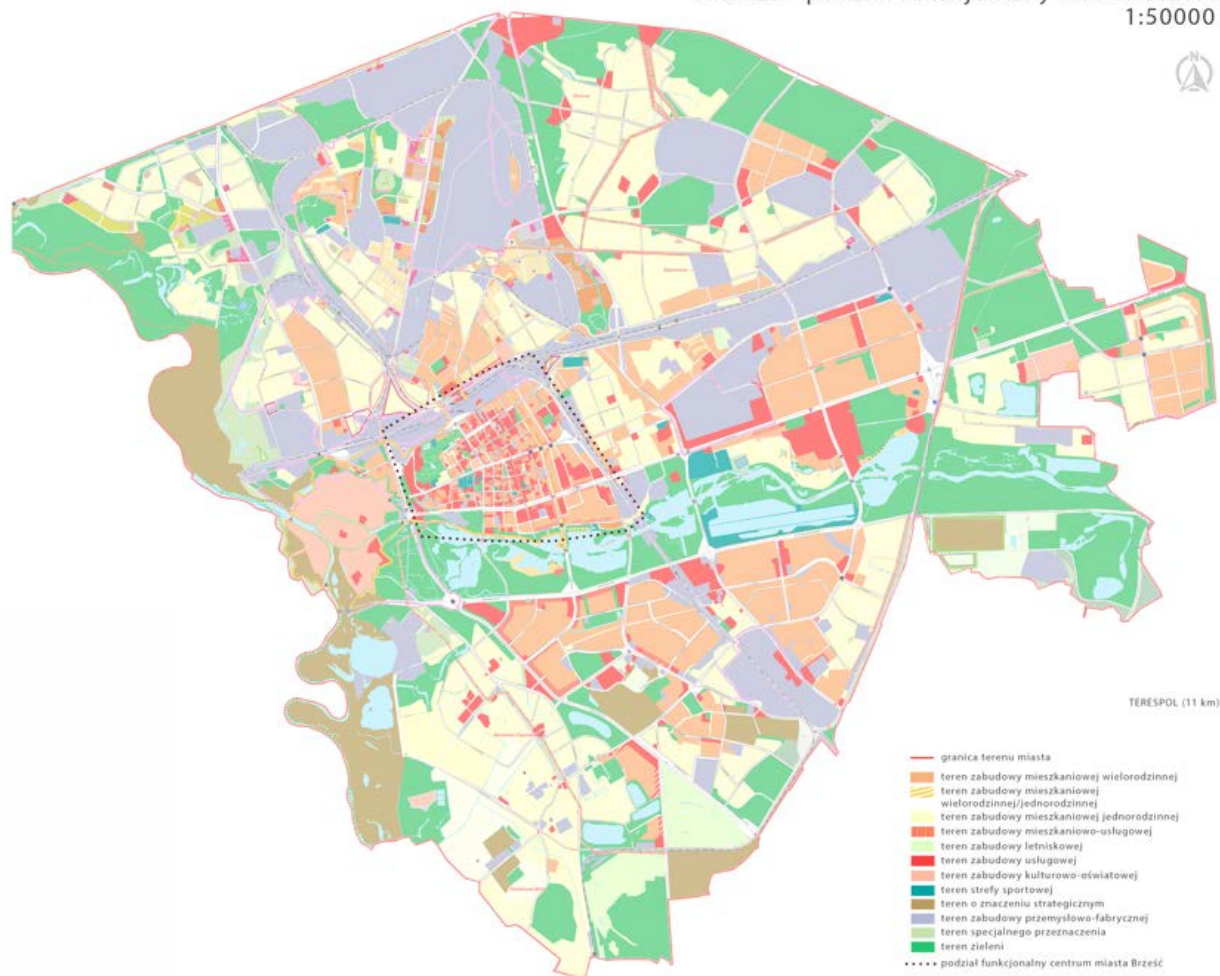 1:50000
N
TERESPOL (11 km)
granica terenu miasta
teren zabudowy mieszkaniowej wielorodzinnej
teren zabudowy mieszkaniowej
wielorodzinnej/jednorodzinnej
teren zabudowy mieszkaniowej jednorodzinnej
teren zabudowy mieszkaniowo-usługowej
teren zabudowy letniskowej
teren zabudowy usługowej
teren zabudowy kulturowo-oświatowej
teren strefy sportowej
teren o znaczeniu strategicznym
teren zabudowy przemysłowo-fabrycznej
teren specjalnego przeznaczenia
teren zieleni
podział funkcjonalny centrum miasta Brześć